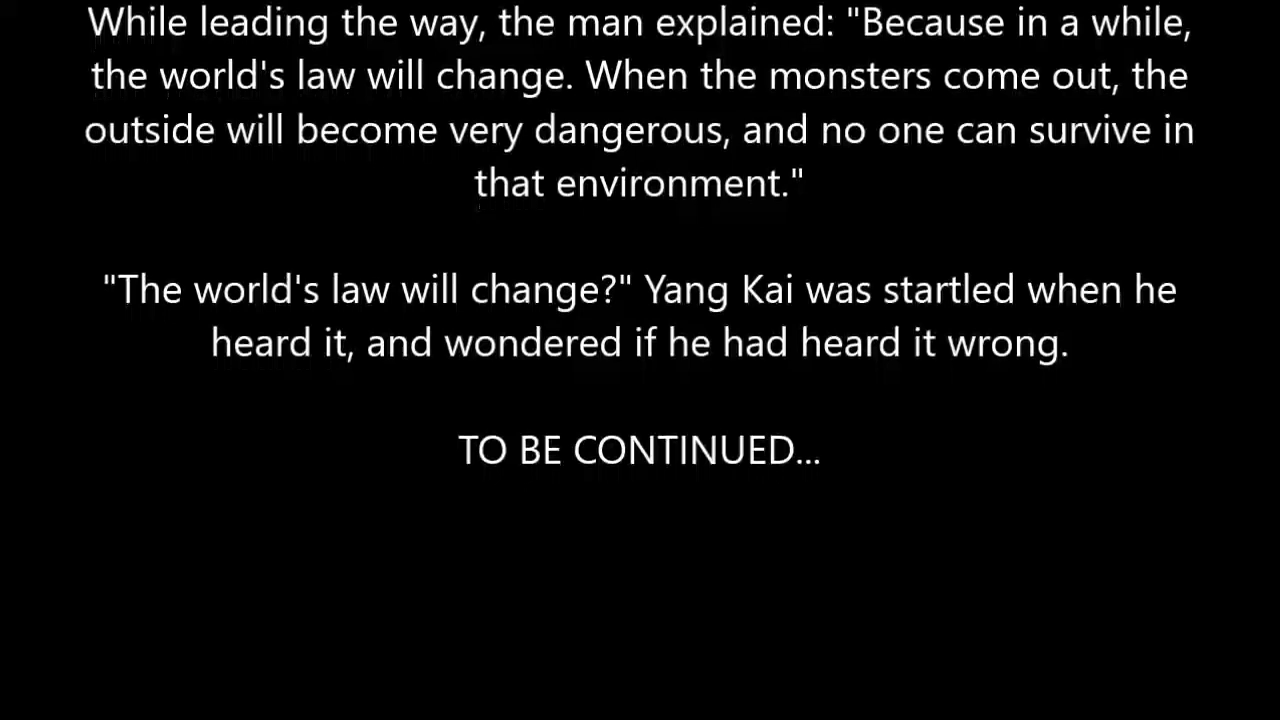 While leading the way, the man explained: "Because in a while,
the world's law will change. When the monsters come out, the
outside will become very dangerous, and no one can survive in
that environment."
"The world's law will change?" Yang Kai was startled when he
heard it, and wondered if he had heard it wrong.
TO BE CONTINUED...